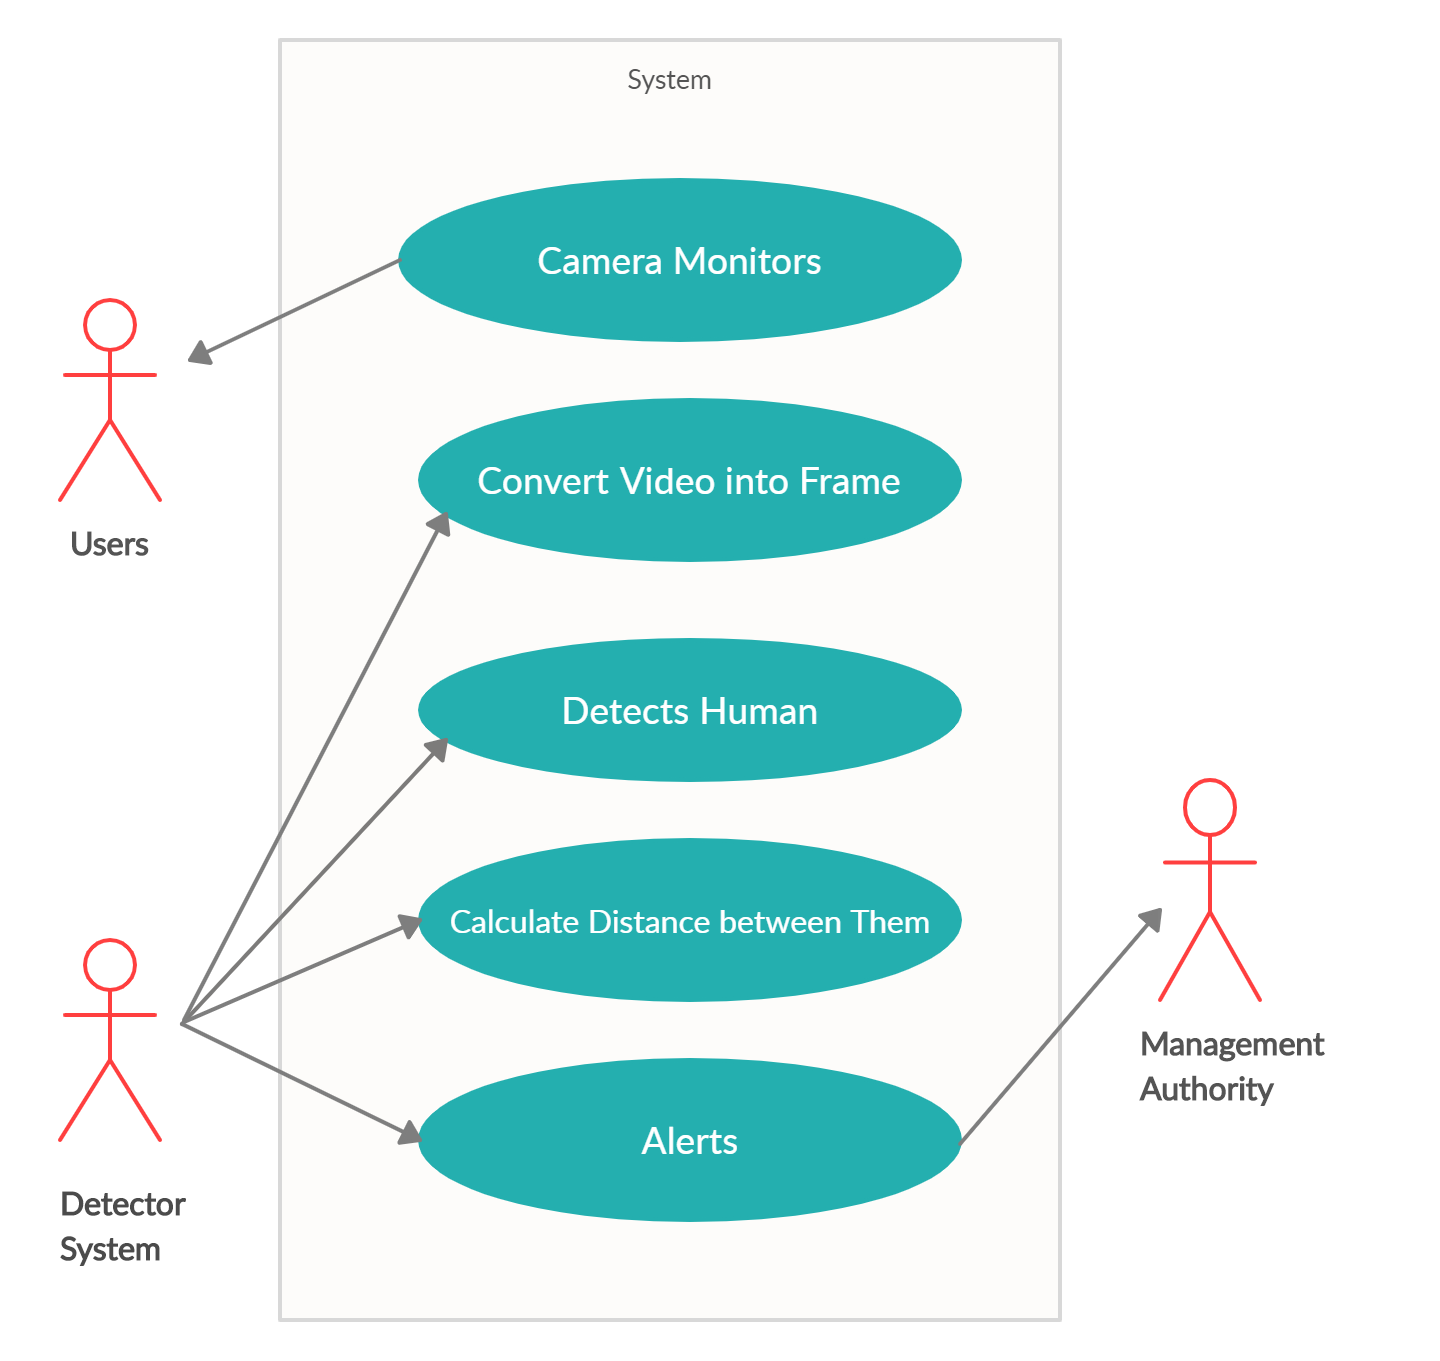 System
Camera Monitors
Users
Convert Video into Frame
Detects Human
Calculate Distance between Them
Management
Authority
Alerts
Detector
System